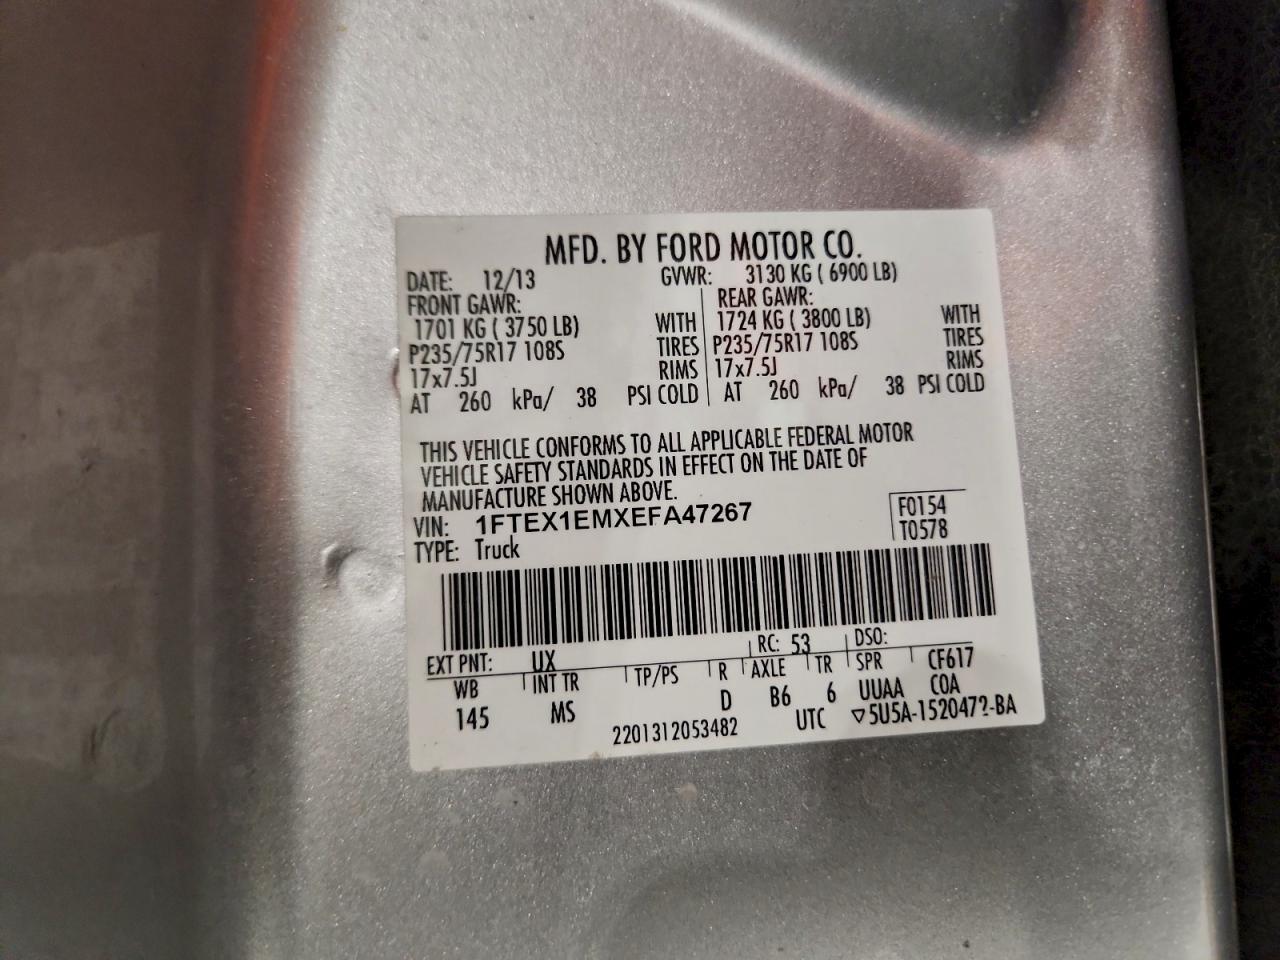 MFD. BY FORD MOTOR CO.
DATE: 12/13 GVWR: 3130 KG ( 6900 LB)
FRONT GAWR: REAR GAWR:
1701 KG ( 3750 LB) WITH 1724 KG ( 3800 LB) WITH
P235/75R17 108S TIRES P235/75R17 108S TIRES
17x7.5J RIMS 17x7.5J RIMS
AT 260 kPa/ 38 PSI COLD AT 260 kPa/ 38 PSI COLD
THIS VEHICLE CONFORMS TO ALL APPLICABLE FEDERAL MOTOR
VEHICLE SAFETY STANDARDS IN EFFECT ON THE DATE OF
MANUFACTURE SHOWN ABOVE.
VIN: 1FTEX1EMXEFA47267 F0154
TYPE: Truck T0578
EXT PNT: UX RC: 53 DSO:
WB INT TR TP/PS R AXLE TR SPR CF617
145 MS D B6 6 UUAA COA
2201312053482 UTC ▽5U5A-1520472-BA